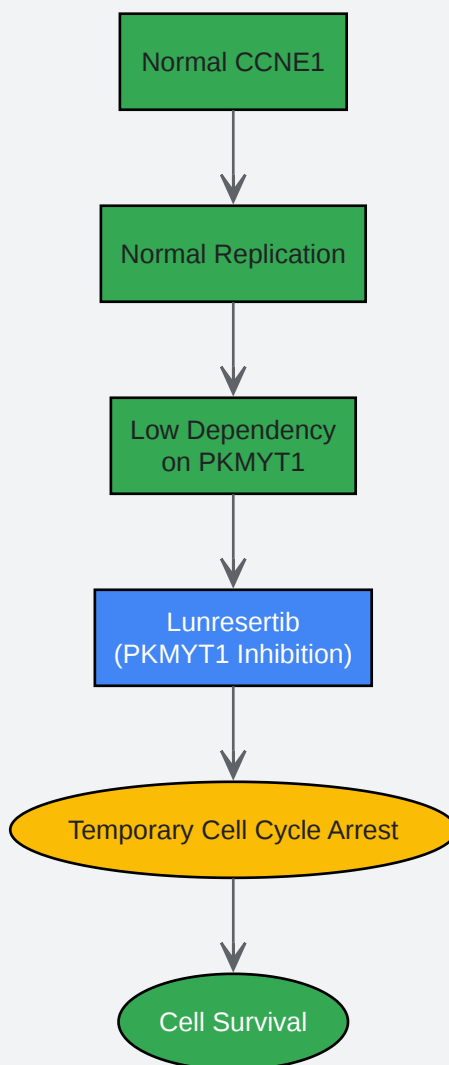 Normal CCNE1
Normal Replication
Low Dependency
on PKMYT1
Lunresertib
(PKMYT1 Inhibition)
Temporary Cell Cycle Arrest
Cell Survival